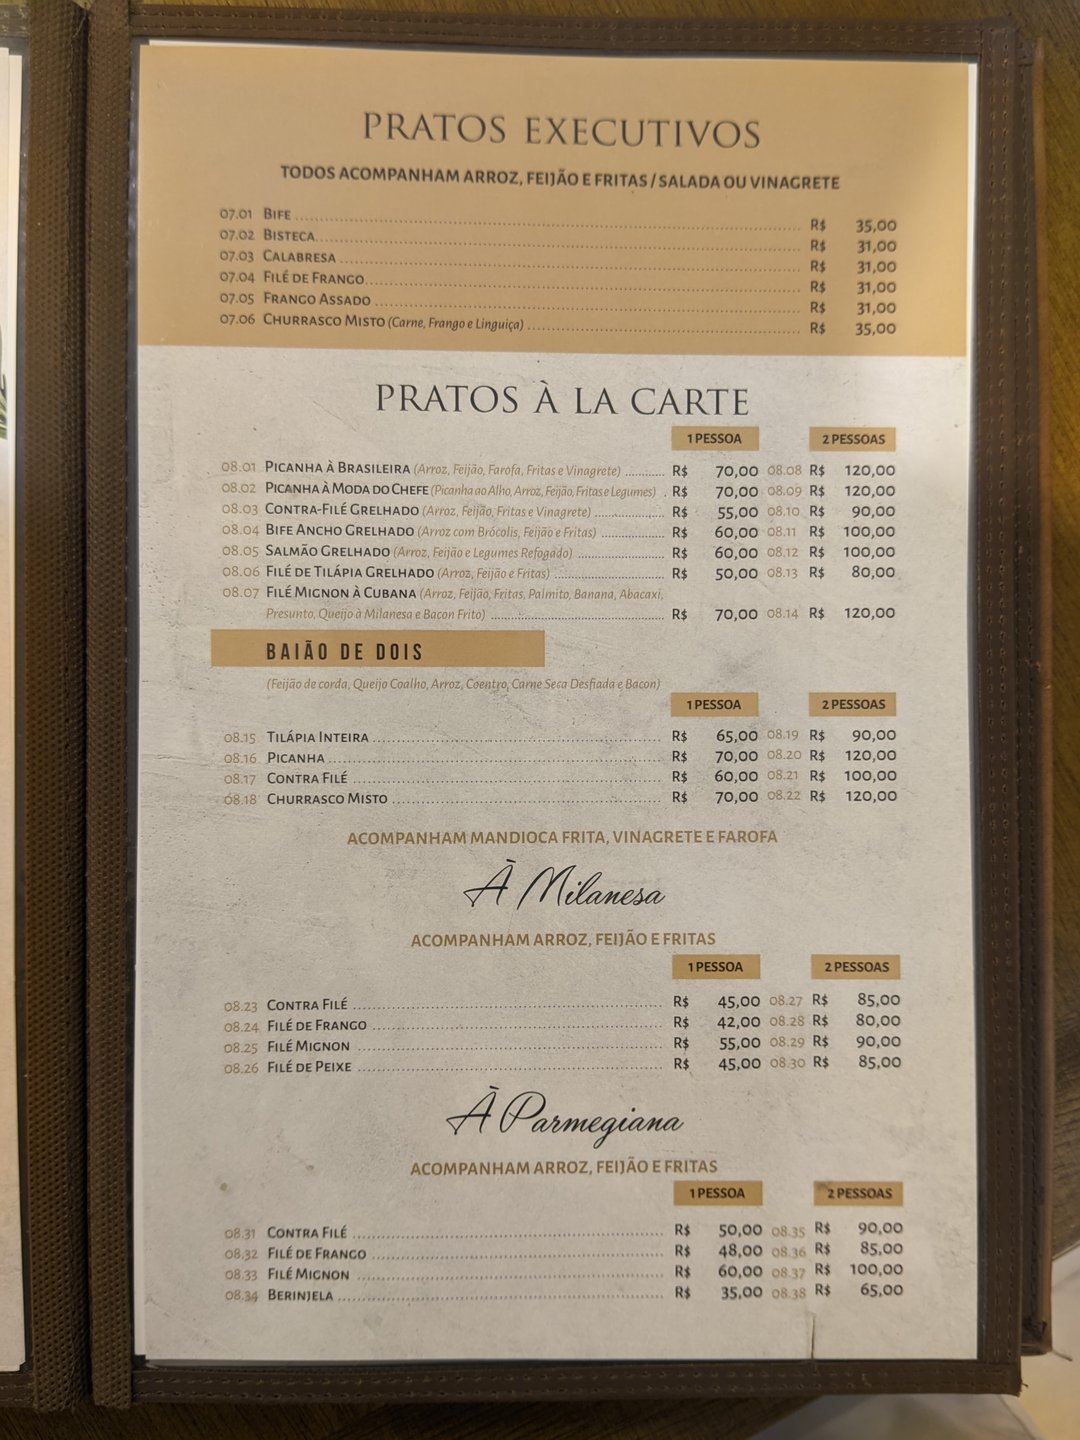 PRATOS EXECUTIVOS
TODOS ACOMPANHAM ARROZ, FEIJÃO E FRITAS / SALADA OU VINAGRETE
07.01 BIFE R$ 35,00
07.02 BISTECA R$ 31,00
07.03 CALABRESA R$ 31,00
07.04 FILÉ DE FRANGO R$ 31,00
07.05 FRANGO ASSADO R$ 31,00
07.06 CHURRASCO MISTO (Carne, Frango e Linguiça) R$ 35,00
PRATOS À LA CARTE
1 PESSOA 2 PESSOAS
08.01 PICANHA À BRASILEIRA (Arroz, Feijão, Farofa, Fritas e Vinagrete) R$ 70,00 08.08 R$ 120,00
08.02 PICANHA À MODA DO CHEFE (Picanha ao Alho, Arroz, Feijão, Fritas e Legumes) R$ 70,00 08.09 R$ 120,00
08.03 CONTRA-FILÉ GRELHADO (Arroz, Feijão, Fritas e Vinagrete) R$ 55,00 08.10 R$ 90,00
08.04 BIFE ANCHO GRELHADO (Arroz com Brócolis, Feijão e Fritas) R$ 60,00 08.11 R$ 100,00
08.05 SALMÃO GRELHADO (Arroz, Feijão e Legumes Refogado) R$ 60,00 08.12 R$ 100,00
08.06 FILÉ DE TILÁPIA GRELHADO (Arroz, Feijão e Fritas) R$ 50,00 08.13 R$ 80,00
08.07 FILÉ MIGNON À CUBANA (Arroz, Feijão, Fritas, Palmito, Banana, Abacaxi,
Presunto, Queijo à Milanesa e Bacon Frito) R$ 70,00 08.14 R$ 120,00
BAIÃO DE DOIS
(Feijão de corda, Queijo Coalho, Arroz, Coentro, Carne Seca Desfiada e Bacon)
1 PESSOA 2 PESSOAS
08.15 TILÁPIA INTEIRA R$ 65,00 08.19 R$ 90,00
08.16 PICANHA R$ 70,00 08.20 R$ 120,00
08.17 CONTRA FILÉ R$ 60,00 08.21 R$ 100,00
08.18 CHURRASCO MISTO R$ 70,00 08.22 R$ 120,00
ACOMPANHAM MANDIOCA FRITA, VINAGRETE E FAROFA
À Milanesa
ACOMPANHAM ARROZ, FEIJÃO E FRITAS
1 PESSOA 2 PESSOAS
08.23 CONTRA FILÉ R$ 45,00 08.27 R$ 85,00
08.24 FILÉ DE FRANGO R$ 42,00 08.28 R$ 80,00
08.25 FILÉ MIGNON R$ 55,00 08.29 R$ 90,00
08.26 FILÉ DE PEIXE R$ 45,00 08.30 R$ 85,00
À Parmegiana
ACOMPANHAM ARROZ, FEIJÃO E FRITAS
1 PESSOA 2 PESSOAS
08.31 CONTRA FILÉ R$ 50,00 08.35 R$ 90,00
08.32 FILÉ DE FRANGO R$ 48,00 08.36 R$ 85,00
08.33 FILÉ MIGNON R$ 60,00 08.37 R$ 100,00
08.34 BERINJELA R$ 35,00 08.38 R$ 65,00